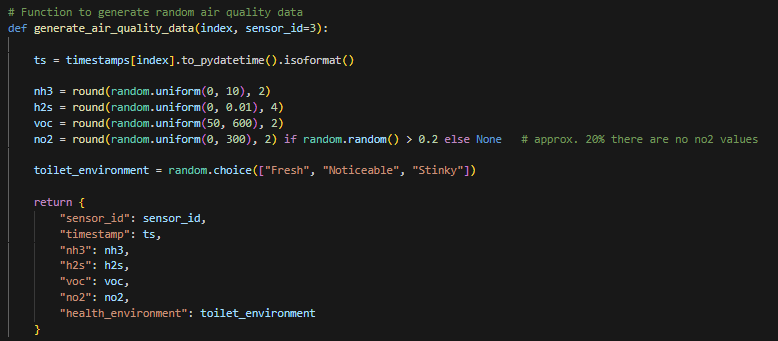 # Function to generate random air quality data
def generate_air_quality_data(index, sensor_id=3):
    ts = timestamps[index].to_pydatetime().isoformat()
    nh3 = round(random.uniform(0, 10), 2)
    h2s = round(random.uniform(0, 0.01), 4)
    voc = round(random.uniform(50, 600), 2)
    no2 = round(random.uniform(0, 300), 2) if random.random() > 0.2 else None   # approx. 20% there are no no2 values
    toilet_environment = random.choice(["Fresh", "Noticeable", "Stinky"])
    return {
        "sensor_id": sensor_id,
        "timestamp": ts,
        "nh3": nh3,
        "h2s": h2s,
        "voc": voc,
        "no2": no2,
        "health_environment": toilet_environment
    }